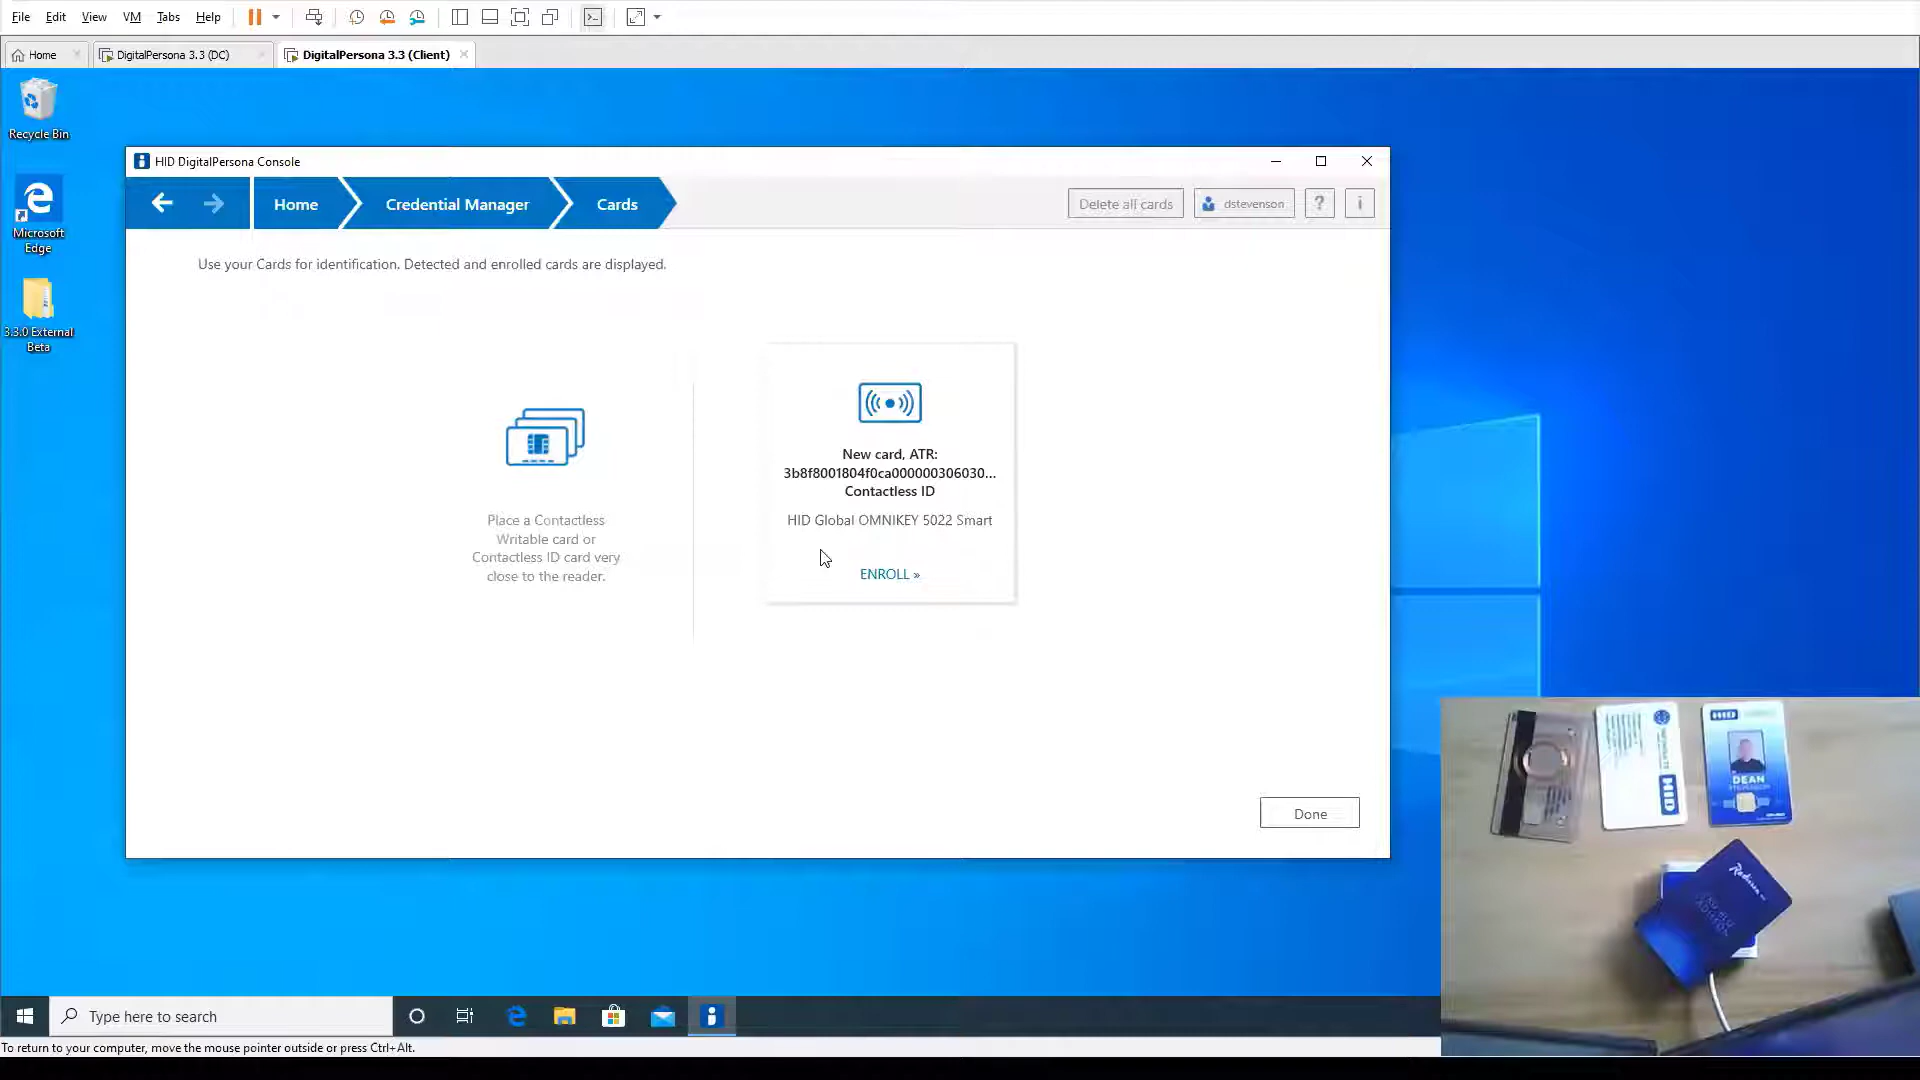 File Edit View VM Tabs Help
Home
DigitalPersona 3.3 (DC)
DigitalPersona 3.3 (Client)
Recycle Bin
Microsoft
Edge
3.3.0 External
Beta
HID DigitalPersona Console
Home
Credential Manager
Cards
Delete all cards
dstevenson
?
i
Use your Cards for identification. Detected and enrolled cards are displayed.
Place a Contactless
Writable card or
Contactless ID card very
close to the reader.
New card, ATR:
3b8f8001804f0ca000000306030...
Contactless ID
HID Global OMNIKEY 5022 Smart
ENROLL »
Done
HID
HID
DEAN
Radisson
Type here to search
To return to your computer, move the mouse pointer outside or press Ctrl+Alt.